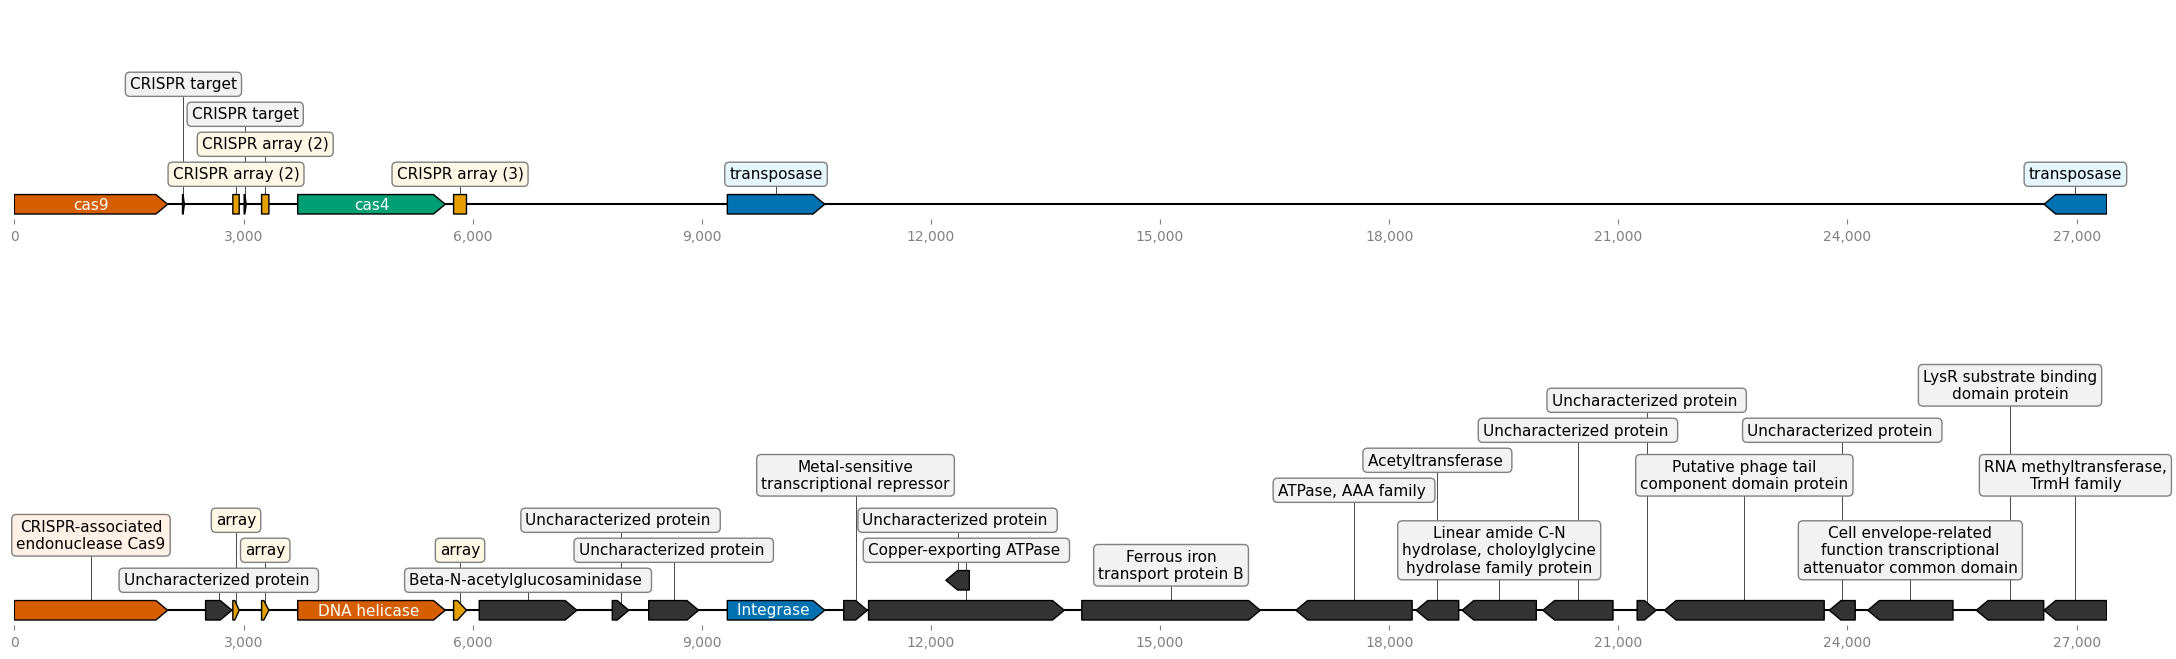 CRISPR target
CRISPR target
CRISPR array (2)
CRISPR array (2)
CRISPR array (3)
transposase
transposase
cas9
cas4
0
3,000
6,000
9,000
12,000
15,000
18,000
21,000
24,000
27,000
LysR substrate binding
domain protein
Uncharacterized protein
Uncharacterized protein
Uncharacterized protein
Metal-sensitive
transcriptional repressor
Acetyltransferase
Putative phage tail
component domain protein
RNA methyltransferase,
TrmH family
ATPase, AAA family
CRISPR-associated
endonuclease Cas9
array
Uncharacterized protein
Uncharacterized protein
Linear amide C-N
hydrolase, choloylglycine
hydrolase family protein
Cell envelope-related
function transcriptional
attenuator common domain
array
array
Uncharacterized protein
Copper-exporting ATPase
Ferrous iron
transport protein B
Uncharacterized protein
Beta-N-acetylglucosaminidase
DNA helicase
Integrase
0
3,000
6,000
9,000
12,000
15,000
18,000
21,000
24,000
27,000